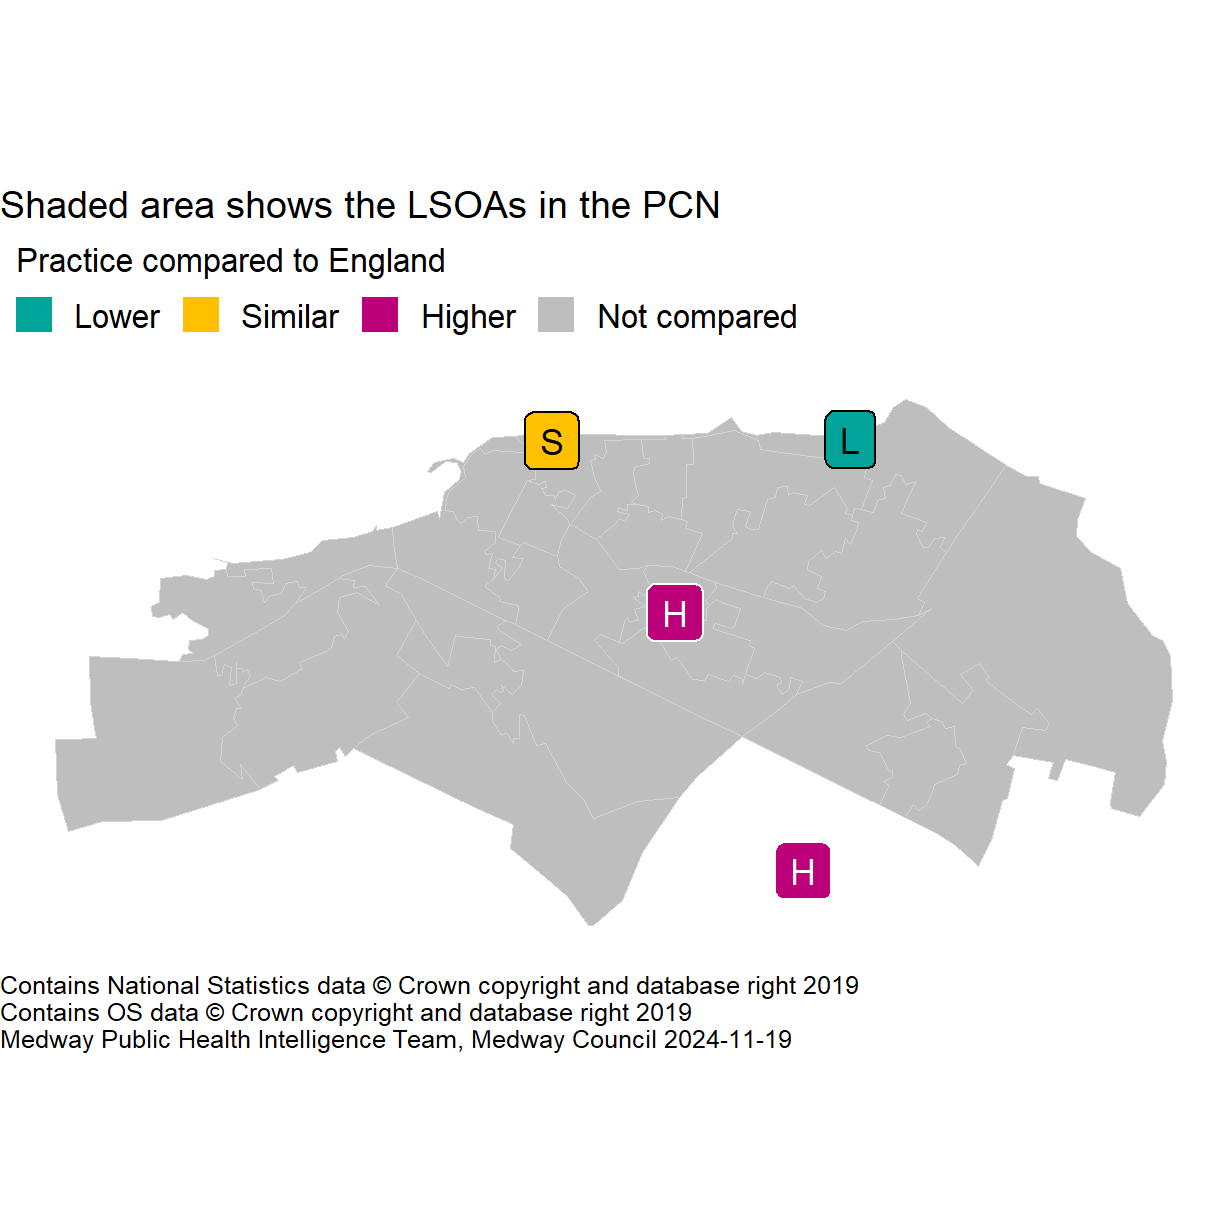 Shaded area shows the LSOAs in the PCN
Practice compared to England
Lower Similar Higher Not compared
S L
H
H
Contains National Statistics data © Crown copyright and database right 2019
Contains OS data © Crown copyright and database right 2019
Medway Public Health Intelligence Team, Medway Council 2024-11-19